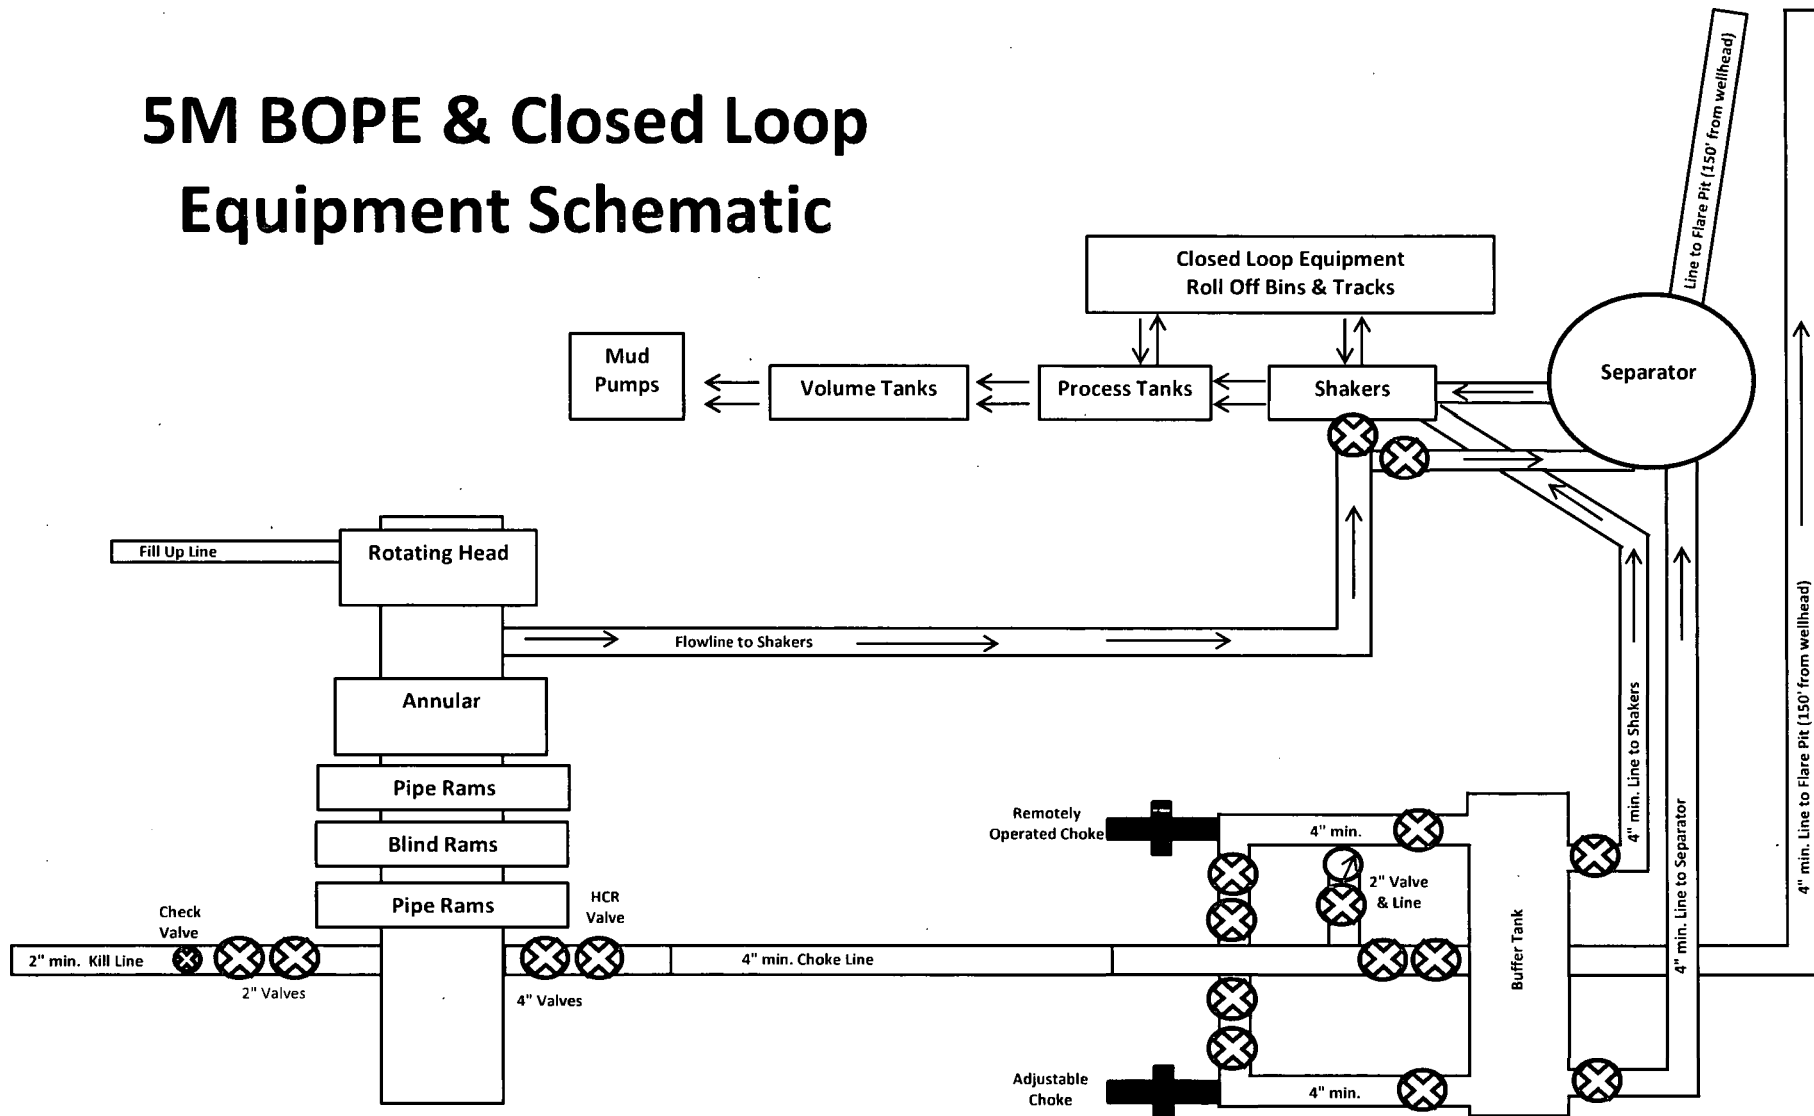 5M BOPE & Closed Loop
Equipment Schematic
Line to Flare Pit (150' from wellhead)
Closed Loop Equipment
Roll Off Bins & Tracks
Mud
Pumps
Volume Tanks
Process Tanks
Shakers
Separator
Fill Up Line
Rotating Head
Flowline to Shakers
Annular
Pipe Rams
Blind Rams
Pipe Rams
Check
Valve
HCR
Valve
2" min. Kill Line
4" min. Choke Line
2" Valves
4" Valves
Remotely
Operated Choke
4" min.
2" Valve
& Line
Buffer Tank
Adjustable
Choke
4" min.
4" min. Line to Shakers
4" min. Line to Separator
4" min. Line to Flare Pit (150' from wellhead)